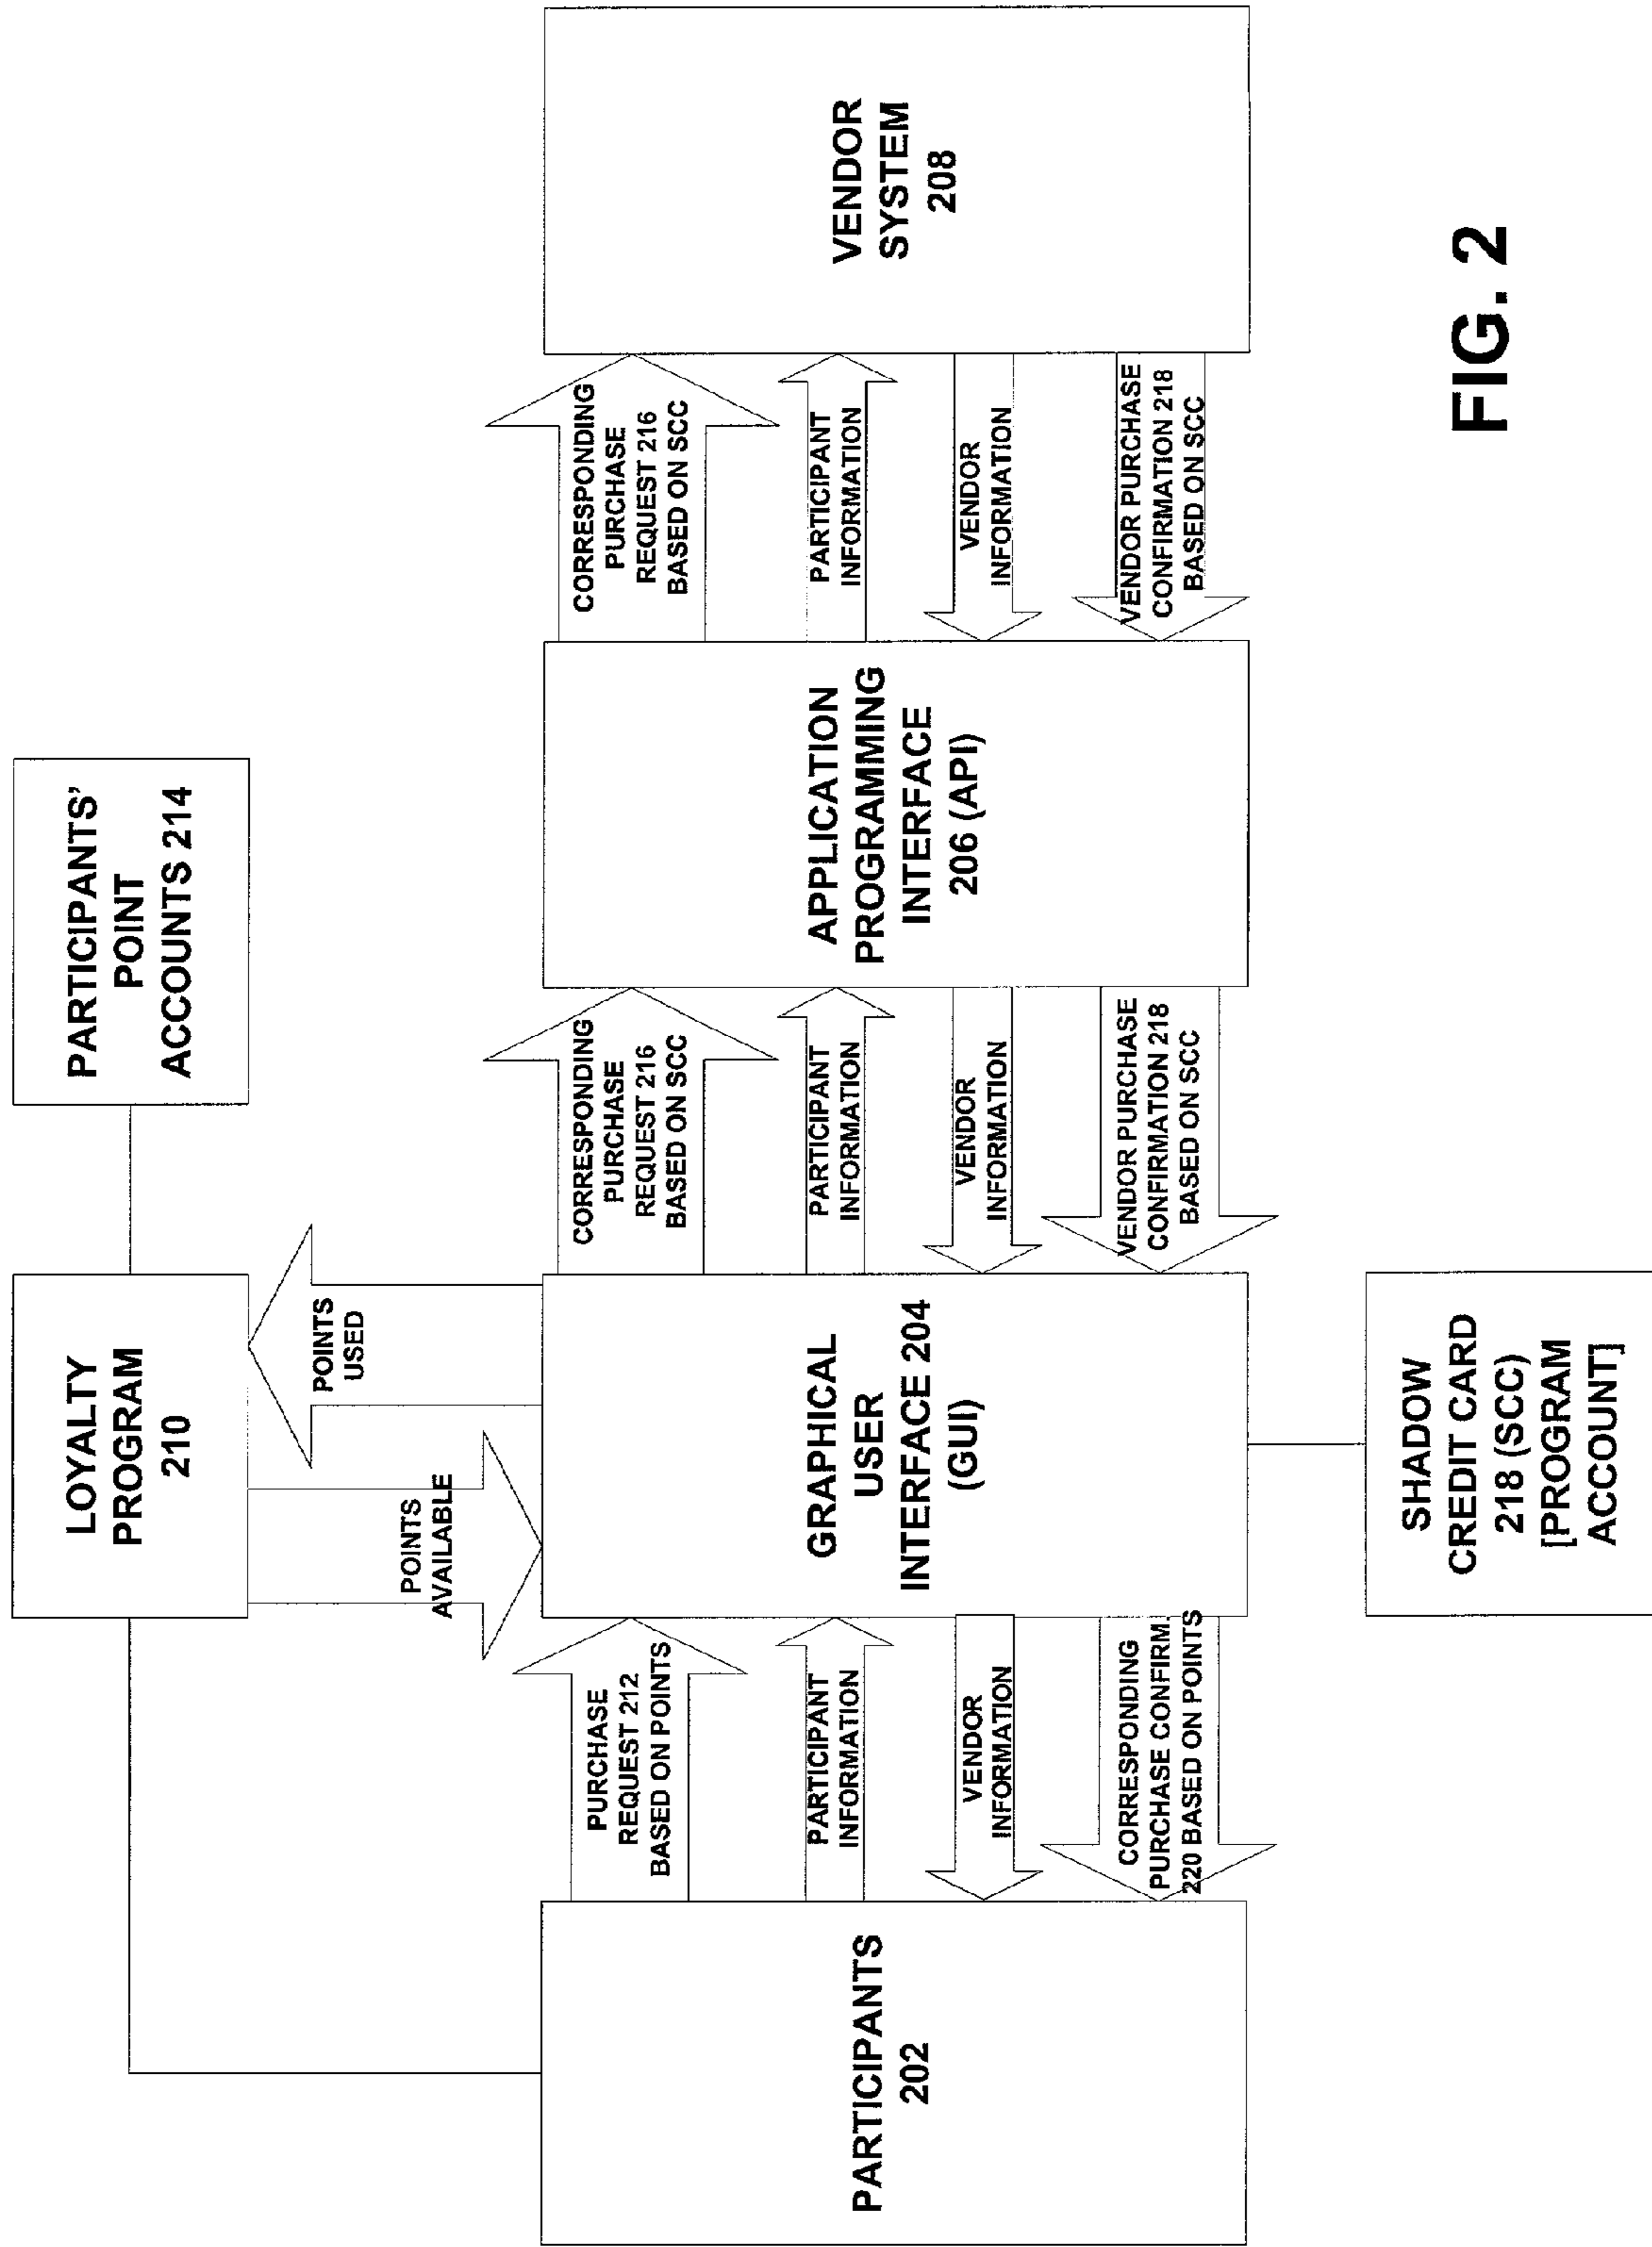 PARTICIPANTS'
POINT
ACCOUNTS 214
LOYALTY
PROGRAM
210
POINTS
AVAILABLE
POINTS
USED
PARTICIPANTS
202
PURCHASE
REQUEST 212
BASED ON POINTS
PARTICIPANT
INFORMATION
VENDOR
INFORMATION
CORRESPONDING
PURCHASE CONFIRM.
220 BASED ON POINTS
GRAPHICAL
USER
INTERFACE 204
(GUI)
CORRESPONDING
PURCHASE
REQUEST 216
BASED ON SCC
PARTICIPANT
INFORMATION
VENDOR
INFORMATION
VENDOR PURCHASE
CONFIRMATION 218
BASED ON SCC
APPLICATION
PROGRAMMING
INTERFACE
206 (API)
CORRESPONDING
PURCHASE
REQUEST 216
BASED ON SCC
PARTICIPANT
INFORMATION
VENDOR
INFORMATION
VENDOR PURCHASE
CONFIRMATION 218
BASED ON SCC
VENDOR
SYSTEM
208
SHADOW
CREDIT CARD
218 (SCC)
[PROGRAM
ACCOUNT]
FIG. 2